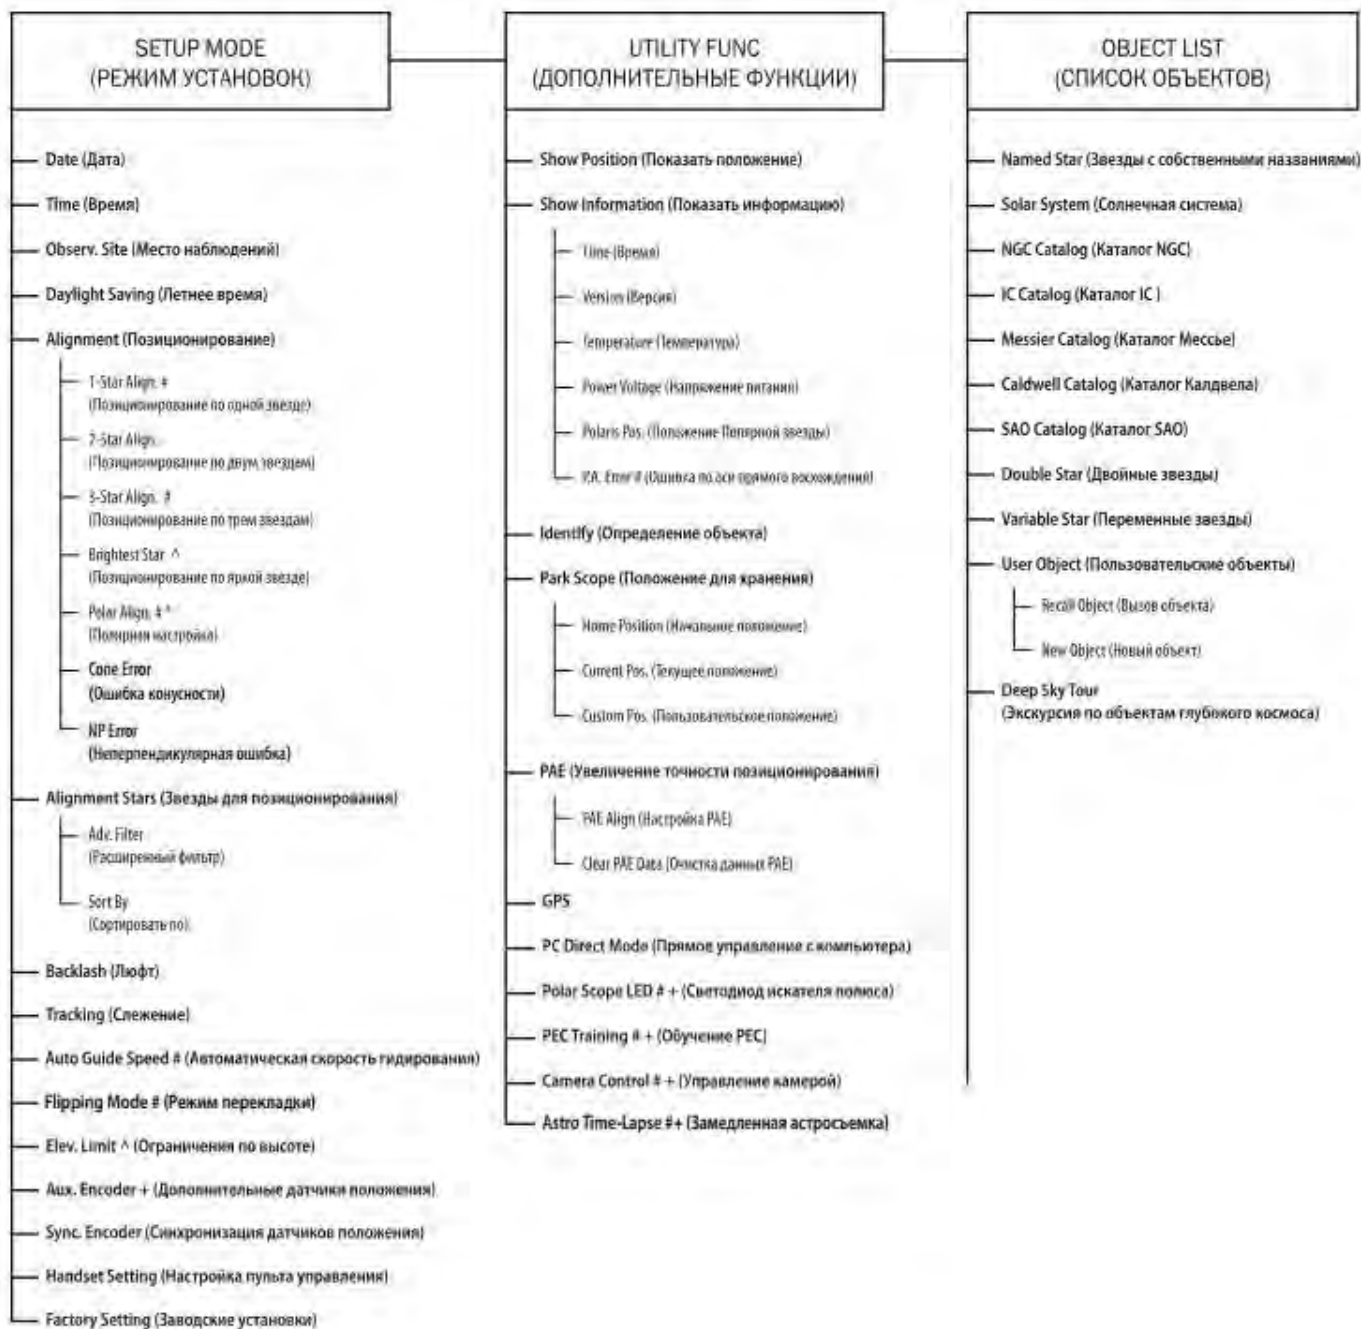 SETUP MODE
(РЕЖИМ УСТАНОВОК)
Date (Дата)
Time (Время)
Observ. Site (Место наблюдений)
Daylight Saving (Летнее время)
Alignment (Позиционирование)
1-Star Align. #
(Позиционирование по одной звезде)
2-Star Align.
(Позиционирование по двум звездам)
3-Star Align. #
(Позиционирование по трем звездам)
Brightest Star ^
(Позиционирование по яркой звезде)
Polar Align. # ^
(Полярная настройка)
Cone Error
(Ошибка конусности)
NP Error
(Неперпендикулярная ошибка)
Alignment Stars (Звезды для позиционирования)
Adv. Filter
(Расширенный фильтр)
Sort By
(Сортировать по)
Backlash (Люфт)
Tracking (Слежение)
Auto Guide Speed # (Автоматическая скорость гидирования)
Flipping Mode # (Режим перекладки)
Elev. Limit ^ (Ограничения по высоте)
Aux. Encoder + (Дополнительные датчики положения)
Sync. Encoder (Синхронизация датчиков положения)
Handset Setting (Настройка пульта управления)
Factory Setting (Заводские установки)
UTILITY FUNC
(ДОПОЛНИТЕЛЬНЫЕ ФУНКЦИИ)
Show Position (Показать положение)
Show Information (Показать информацию)
Time (Время)
Version (Версия)
Temperature (Температура)
Power Voltage (Напряжение питания)
Polaris Pos. (Положение Полярной звезды)
P.A. Error # (Ошибка по оси прямого восхождения)
Identify (Определение объекта)
Park Scope (Положение для хранения)
Home Position (Начальное положение)
Current Pos. (Текущее положение)
Custom Pos. (Пользовательское положение)
PAE (Увеличение точности позиционирования)
PAE Align (Настройка PAE)
Clear PAE Data (Очистка данных PAE)
GPS
PC Direct Mode (Прямое управление с компьютера)
Polar Scope LED # + (Светодиод искателя полюса)
PEC Training # + (Обучение PEC)
Camera Control # + (Управление камерой)
Astro Time-Lapse #+ (Замедленная астросъемка)
OBJECT LIST
(СПИСОК ОБЪЕКТОВ)
Named Star (Звезды с собственными названиями)
Solar System (Солнечная система)
NGC Catalog (Каталог NGC)
IC Catalog (Каталог IC )
Messier Catalog (Каталог Мессье)
Caldwell Catalog (Каталог Калдвела)
SAO Catalog (Каталог SAO)
Double Star (Двойные звезды)
Variable Star (Переменные звезды)
User Object (Пользовательские объекты)
Recall Object (Вызов объекта)
New Object (Новый объект)
Deep Sky Tour
(Экскурсия по объектам глубокого космоса)